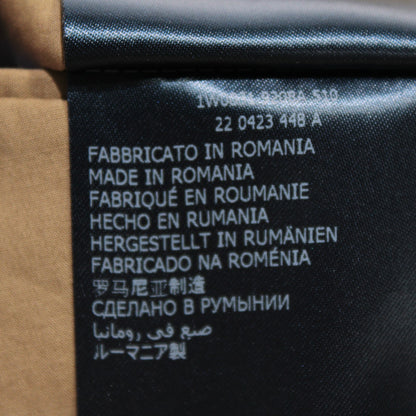 510
22 0423 448 A
FABBRICATO IN ROMANIA
MADE IN ROMANIA
FABRIQUÉ EN ROUMANIE
HECHO EN RUMANIA
HERGESTELLT IN RUMÄNIEN
FABRICADO NA ROMÉNIA
罗马尼亚制造
СДЕЛАНО В РУМЫНИИ
صنع في رومانيا
ルーマニア製